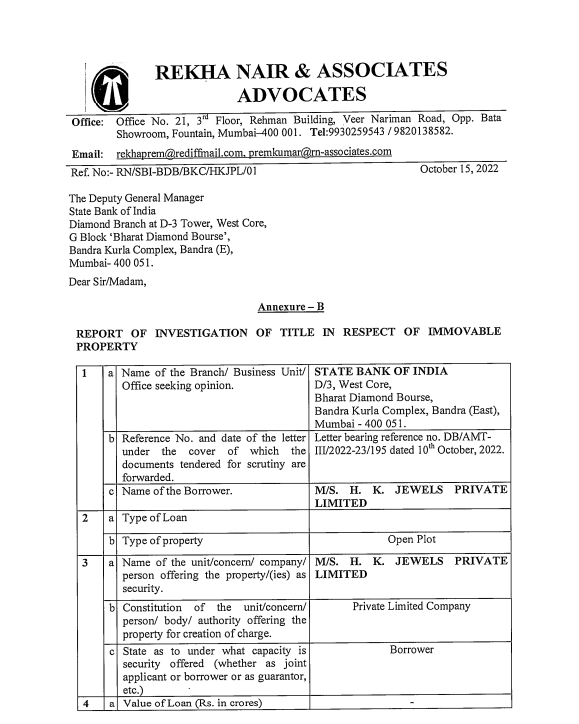 REKHA NAIR & ASSOCIATES
ADVOCATES
Office: Office No. 21, 3rd Floor, Rehman Building, Veer Nariman Road, Opp. Bata
Showroom, Fountain, Mumbai–400 001. Tel:9930259543 / 9820138582.
Email: rekhaprem@rediffmail.com, premkumar@rn-associates.com
Ref. No:- RN/SBI-BDB/BKC/HKJPL/01 October 15, 2022
The Deputy General Manager
State Bank of India
Diamond Branch at D-3 Tower, West Core,
G Block ‘Bharat Diamond Bourse’,
Bandra Kurla Complex, Bandra (E),
Mumbai- 400 051.
Dear Sir/Madam,
Annexure – B
REPORT OF INVESTIGATION OF TITLE IN RESPECT OF IMMOVABLE
PROPERTY
1 a Name of the Branch/ Business Unit/ STATE BANK OF INDIA
Office seeking opinion. D/3, West Core,
Bharat Diamond Bourse,
Bandra Kurla Complex, Bandra (East),
Mumbai - 400 051.
b Reference No. and date of the letter Letter bearing reference no. DB/AMT-
under the cover of which the III/2022-23/195 dated 10th October, 2022.
documents tendered for scrutiny are
forwarded.
c Name of the Borrower. M/S. H. K. JEWELS PRIVATE
LIMITED
2 a Type of Loan
b Type of property Open Plot
3 a Name of the unit/concern/ company/ M/S. H. K. JEWELS PRIVATE
person offering the property/(ies) as LIMITED
security.
b Constitution of the unit/concern/ Private Limited Company
person/ body/ authority offering the
property for creation of charge.
c State as to under what capacity is Borrower
security offered (whether as joint
applicant or borrower or as guarantor,
etc.)
4 a Value of Loan (Rs. in crores) -